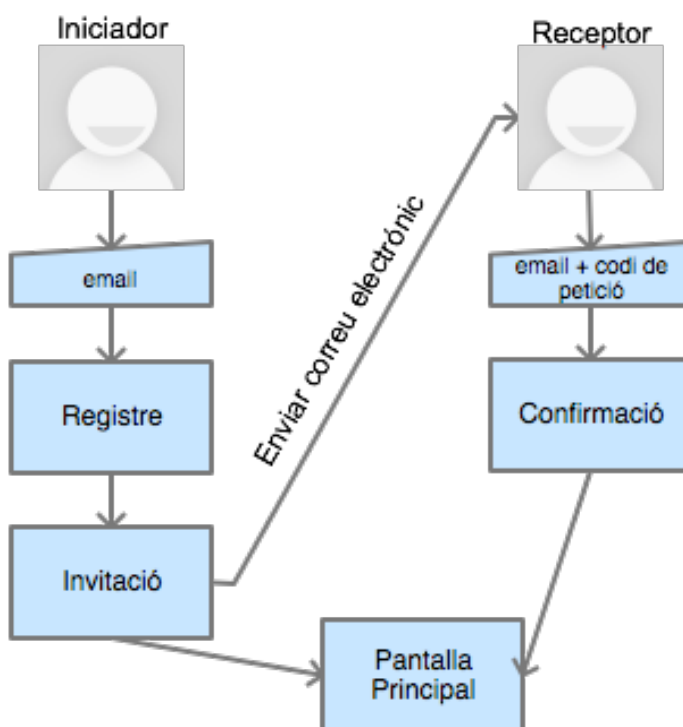 Iniciador
Receptor
email
email + codi de
petició
Enviar correu electrónic
Registre
Confirmació
Invitació
Pantalla
Principal